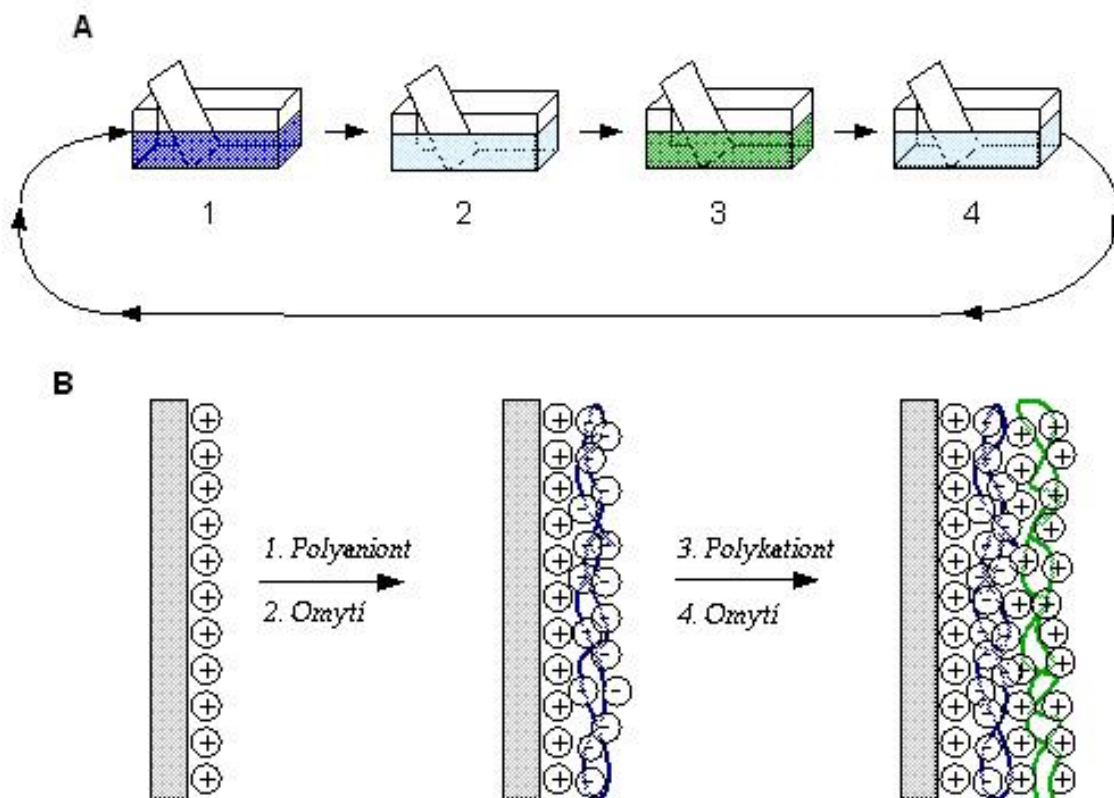 A
1 2 3 4
B
1. Polyaniont
2. Omytí
3. Polykationt
4. Omytí